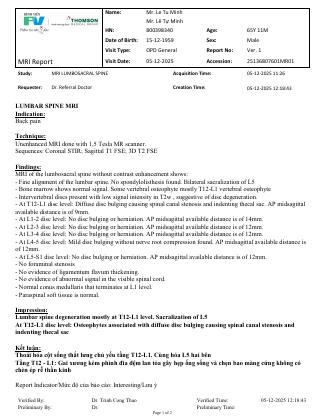 BỆNH VIỆN
FV
THOMSON
MEDICAL GROUP
MRI Report
Name: Mr. Le Tu Minh
Mr. Lê Tư Minh
HN: 800398340 Age: 65Y 11M
Date of Birth: 15-12-1959 Sex: Male
Visit Type: OPD General Report No: Ver. 1
Visit Date: 05-12-2025 Accession: 25136807601MR01
Study: MRI LUMBOSACRAL SPINE Acquisition Time: 05-12-2025 11:26
Requester: Dr. Referral Doctor Creation Time: 05-12-2025 12:18:43
LUMBAR SPINE MRI
Indication:
Back pain
Technique:
Unenhanced MRI done with 1,5 Tesla MR scanner.
Sequences: Coronal STIR; Sagittal T1 FSE; 3D T2 FSE
Findings:
MRI of the lumbosacral spine without contrast enhancement shows:
- Fine alignment of the lumbar spine. No spondylolisthesis found. Bilateral sacralization of L5
- Bone marrow shows normal signal. Some vertebral osteophyte mostly T12-L1 vertebral osteophyte
- Intervertebral discs present with low signal intensity in T2w , suggestive of disc degeneration.
- At T12-L1 disc level: Diffuse disc bulging causing spinal canal stenosis and indenting thecal sac. AP midsagittal
available distance is of 9mm.
- At L1-2 disc level: No disc bulging or herniation. AP midsagittal available distance is of 14mm.
- At L2-3 disc level: No disc bulging or herniation. AP midsagittal available distance is of 12mm.
- At L3-4 disc level: No disc bulging or herniation. AP midsagittal available distance is of 13mm.
- At L4-5 disc level: Mild disc bulging without nerve root compression found. AP midsagittal available distance is of
12mm.
- At L5-S1 disc level: No disc bulging or herniation. AP midsagittal available distance is of 12mm.
- No foraminal stenosis
- No evidence of ligamentum flavum thickening.
- No evidence of abnormal signal in the visible spinal cord.
- Normal conus medullaris that terminates at L1 level.
- Paraspinal soft tissue is normal.
Impression:
Lumbar spine degeneration mostly at T12-L1 level. Sacralization of L5
At T12-L1 disc level: Osteophytes associated with diffuse disc bulging causing spinal canal stenosis and
indenting thecal sac
Kết luận:
Thoái hóa cột sống thắt lưng chủ yếu tầng T12-L1. Cùng hóa L5 hai bên
Tầng T12 - L1: Gai xương kèm phình đĩa đệm lan tỏa gây hẹp ống sống và chạm bao màng cứng không có
chèn ép rễ thần kinh
Report Indicator/Mức độ của báo cáo: Interesting/Lưu ý
Verified By: Dr. Trinh Cong Thao Verified Time: 05-12-2025 12:18:43
Preliminary By: Dr. Preliminary Time:
Page 1 of 2